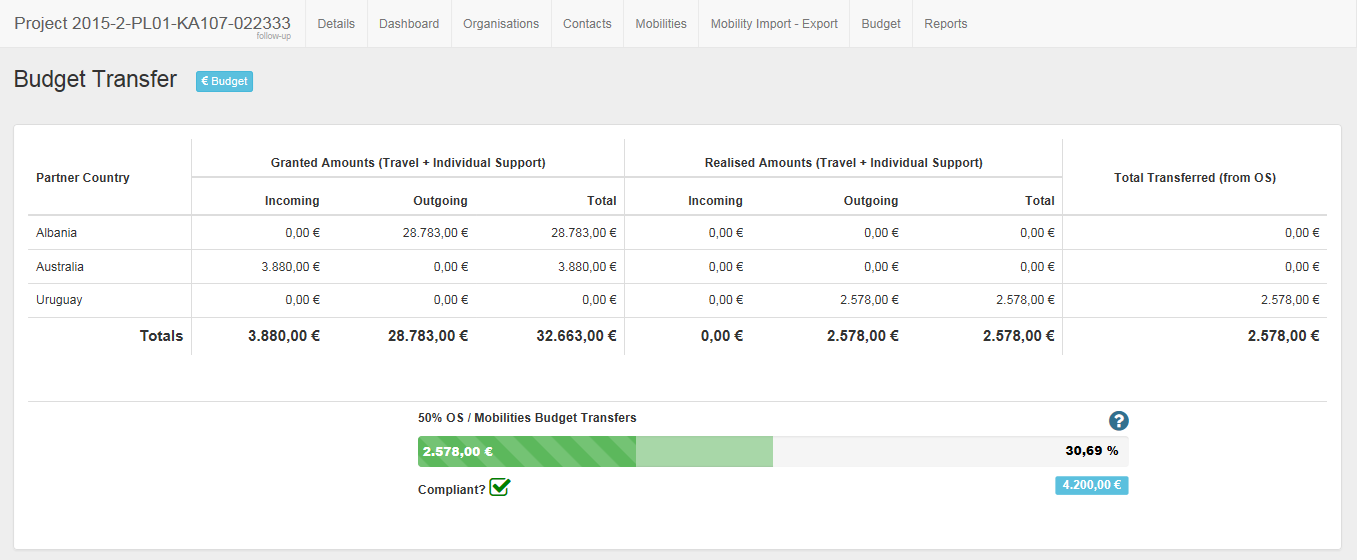 Project 2015-2-PL01-KA107-022333 Details Dashboard Organisations Contacts Mobilities Mobility Import - Export Budget Reports
follow-up
Budget Transfer € Budget
Partner Country Granted Amounts (Travel + Individual Support) Realised Amounts (Travel + Individual Support) Total Transferred (from OS)
Incoming Outgoing Total Incoming Outgoing Total
Albania 0,00 € 28.783,00 € 28.783,00 € 0,00 € 0,00 € 0,00 € 0,00 €
Australia 3.880,00 € 0,00 € 3.880,00 € 0,00 € 0,00 € 0,00 € 0,00 €
Uruguay 0,00 € 0,00 € 0,00 € 0,00 € 2.578,00 € 2.578,00 € 2.578,00 €
Totals 3.880,00 € 28.783,00 € 32.663,00 € 0,00 € 2.578,00 € 2.578,00 € 2.578,00 €
50% OS / Mobilities Budget Transfers ?
2.578,00 € 30,69 %
Compliant? 4.200,00 €